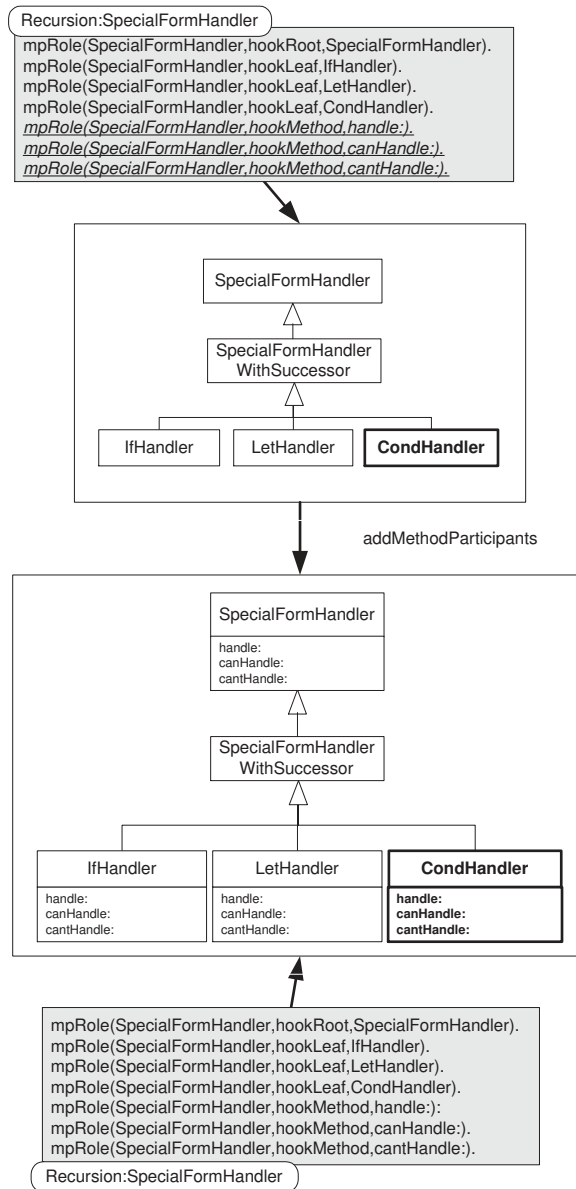 Recursion:SpecialFormHandler
mpRole(SpecialFormHandler,hookRoot,SpecialFormHandler).
mpRole(SpecialFormHandler,hookLeaf,IfHandler).
mpRole(SpecialFormHandler,hookLeaf,LetHandler).
mpRole(SpecialFormHandler,hookLeaf,CondHandler).
mpRole(SpecialFormHandler,hookMethod,handle:).
mpRole(SpecialFormHandler,hookMethod,canHandle:).
mpRole(SpecialFormHandler,hookMethod,cantHandle:).
SpecialFormHandler
SpecialFormHandler
WithSuccessor
IfHandler
LetHandler
CondHandler
addMethodParticipants
SpecialFormHandler
handle:
canHandle:
cantHandle:
SpecialFormHandler
WithSuccessor
IfHandler
handle:
canHandle:
cantHandle:
LetHandler
handle:
canHandle:
cantHandle:
CondHandler
handle:
canHandle:
cantHandle:
mpRole(SpecialFormHandler,hookRoot,SpecialFormHandler).
mpRole(SpecialFormHandler,hookLeaf,IfHandler).
mpRole(SpecialFormHandler,hookLeaf,LetHandler).
mpRole(SpecialFormHandler,hookLeaf,CondHandler).
mpRole(SpecialFormHandler,hookMethod,handle:):
mpRole(SpecialFormHandler,hookMethod,canHandle:).
mpRole(SpecialFormHandler,hookMethod,cantHandle:).
Recursion:SpecialFormHandler